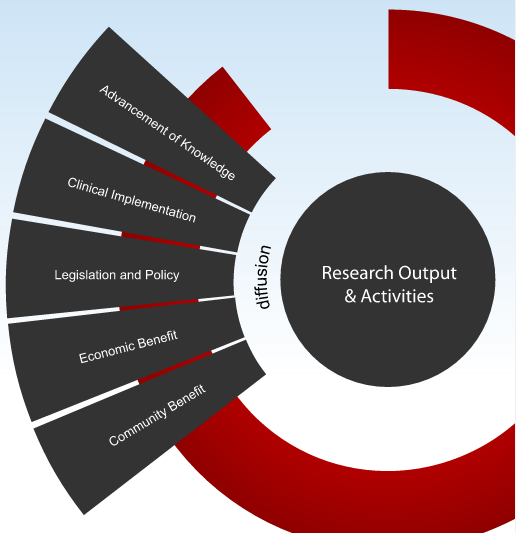 Advancement of Knowledge
Clinical Implementation
Legislation and Policy
Economic Benefit
Community Benefit
diffusion
Research Output
& Activities